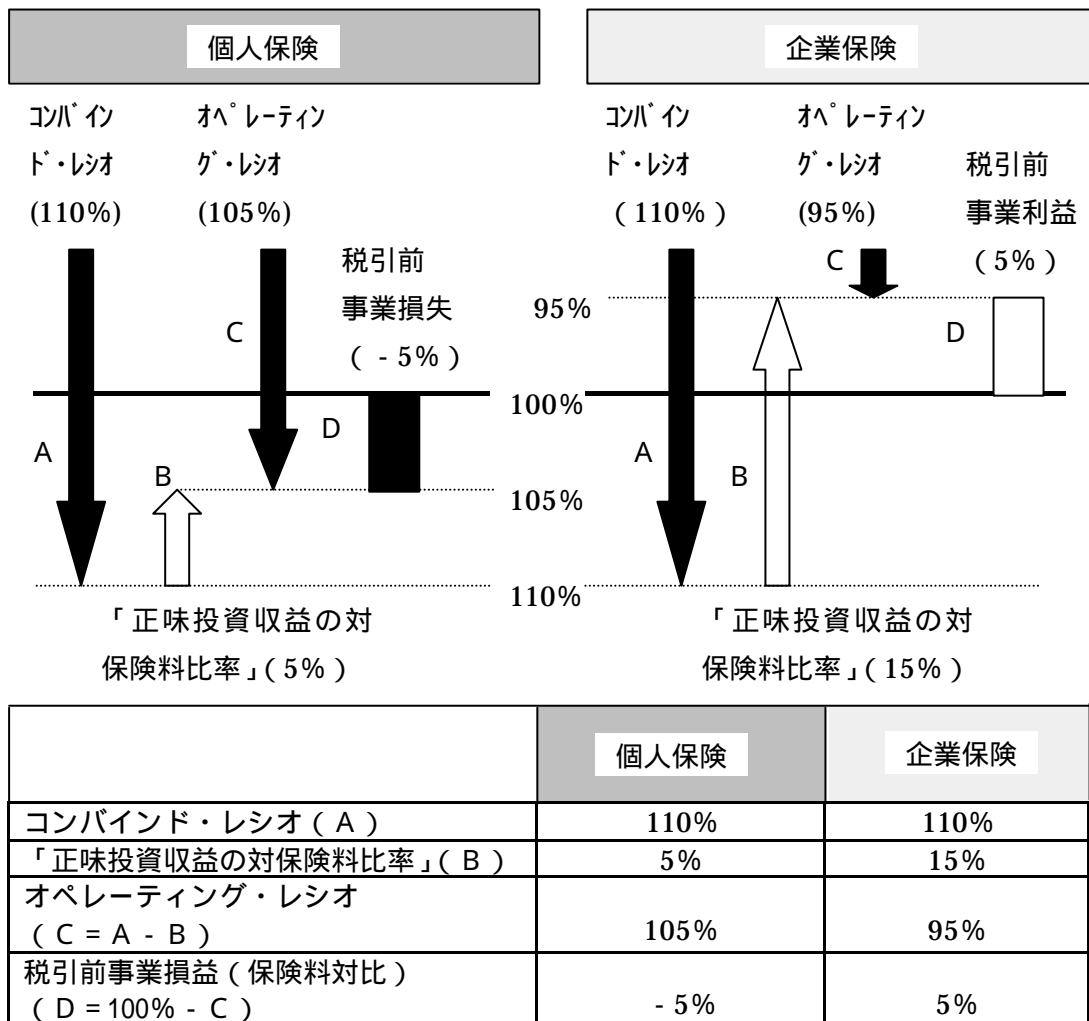 個人保険
企業保険
コンバイン
ド・レシオ
(110%)
オペレーティン
グ・レシオ
(105%)
税引前
事業損失
( - 5% )
A
B
C
D
コンバイン
ド・レシオ
( 110% )
オペレーティン
グ・レシオ
(95%)
税引前
事業利益
( 5% )
A
B
C
D
95%
100%
105%
110%
「正味投資収益の対
保険料比率」( 5% )
「正味投資収益の対
保険料比率」( 15% )
個人保険 企業保険
コンバインド・レシオ ( A ) 110% 110%
「正味投資収益の対保険料比率」( B ) 5% 15%
オペレーティング・レシオ
( C = A - B ) 105% 95%
税引前事業損益 ( 保険料対比 )
( D = 100% - C ) - 5% 5%